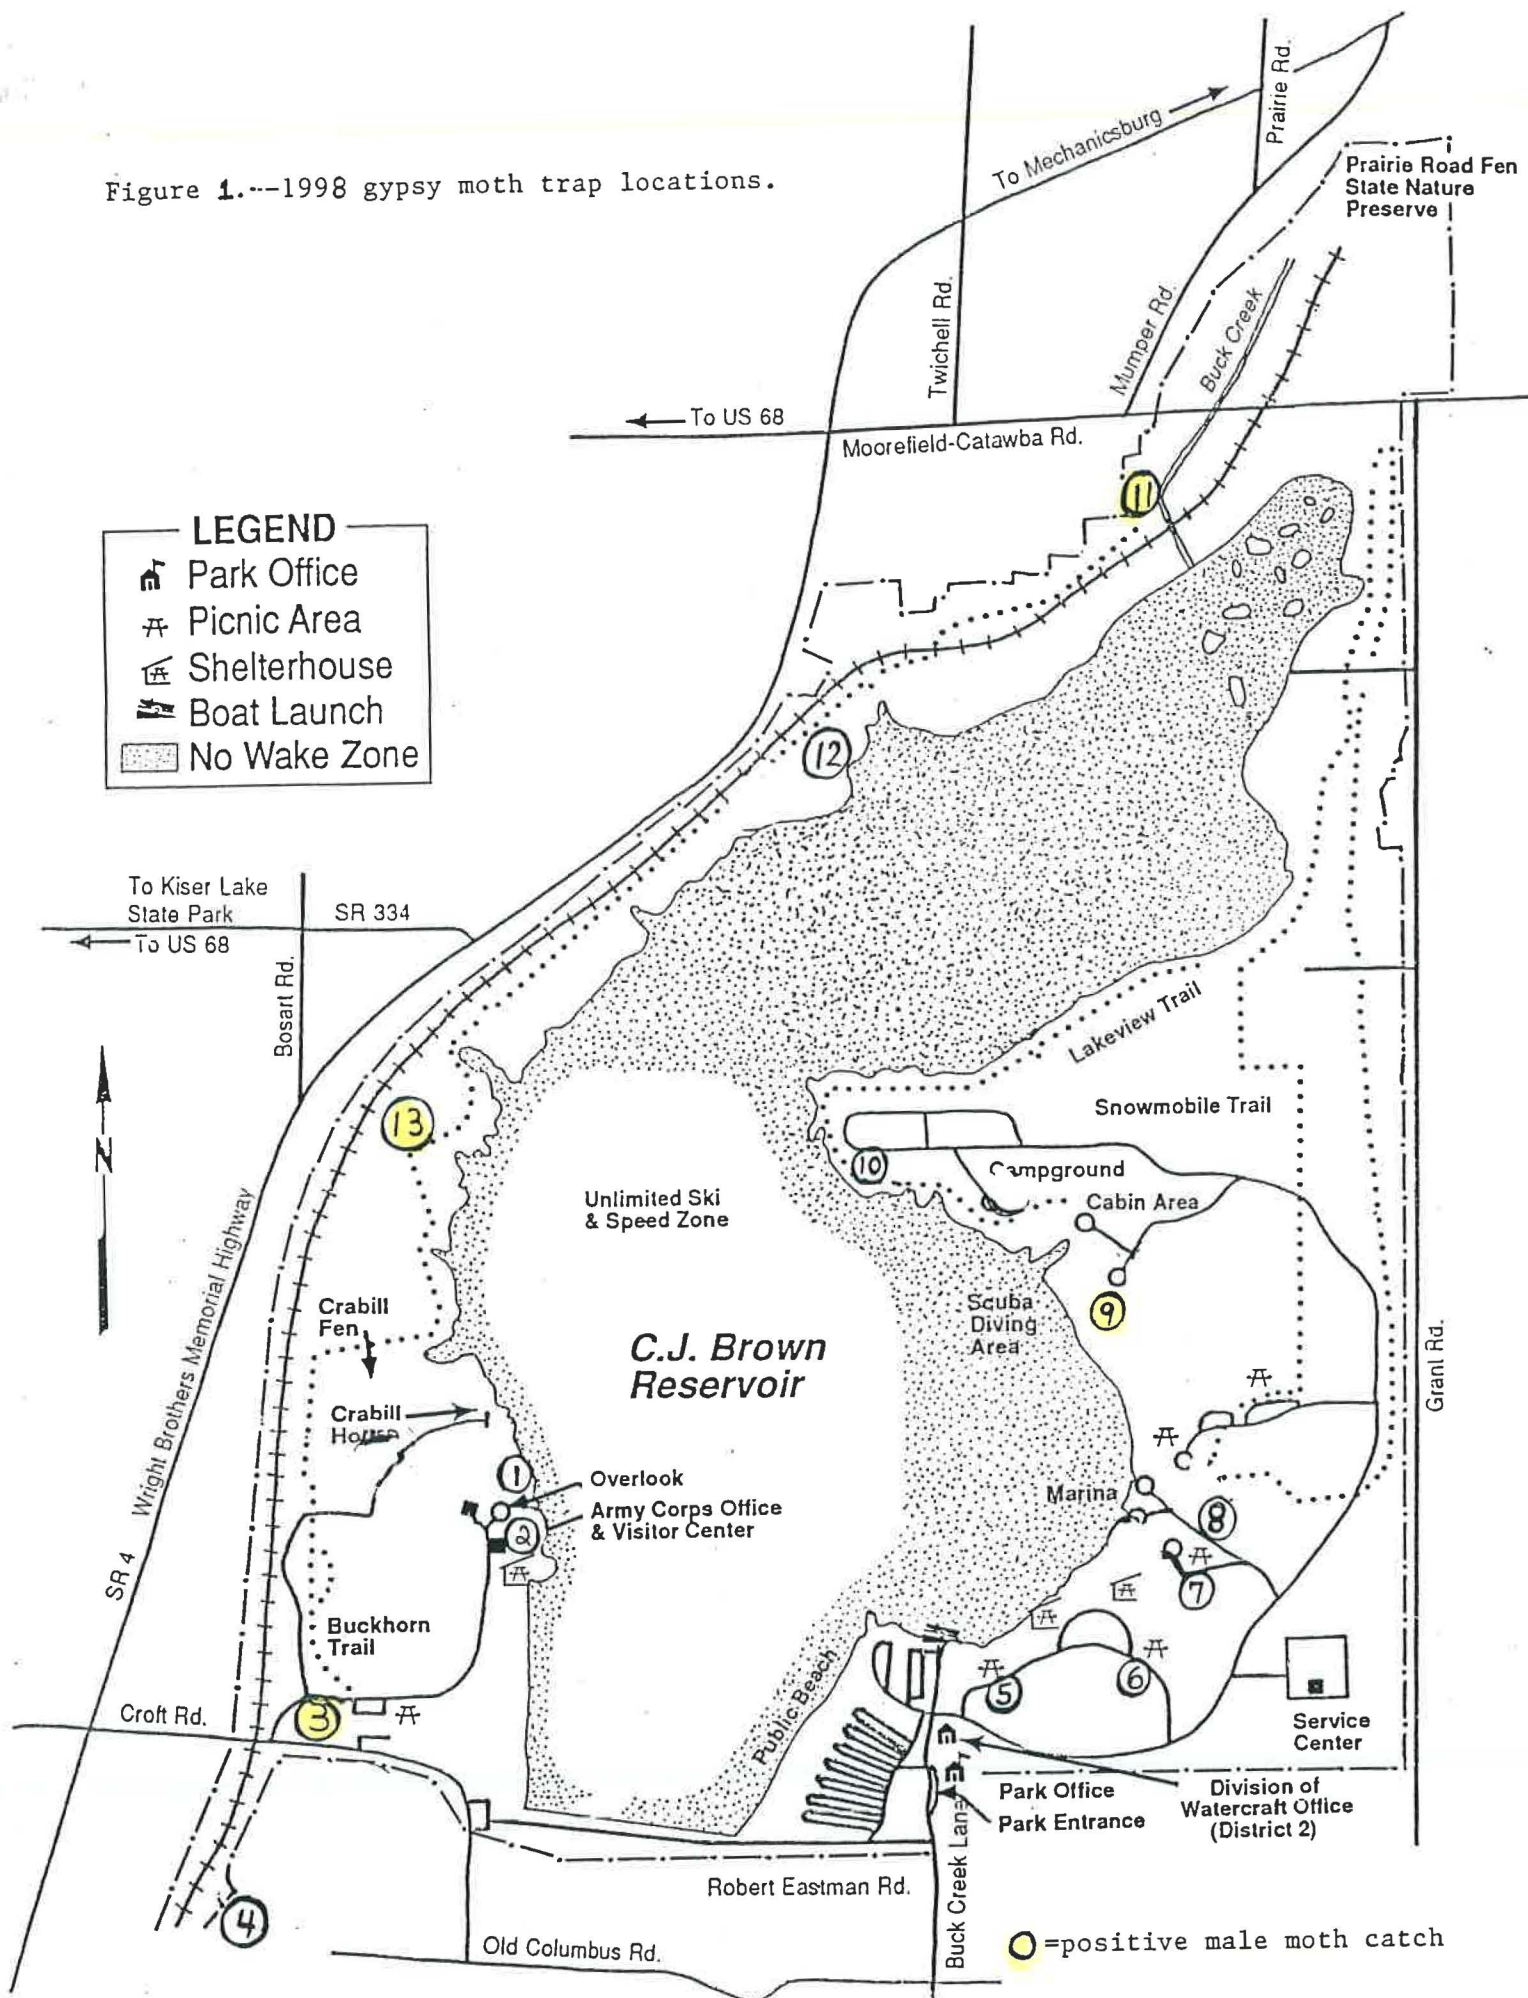 Figure 1.--1998 gypsy moth trap locations.
To Mechanicsburg
Prairie Rd.
Prairie Road Fen
State Nature
Preserve
Twichell Rd.
Mumper Rd.
Buck Creek
To US 68
Moorefield-Catawba Rd.
11
LEGEND
Park Office
Picnic Area
Shelterhouse
Boat Launch
No Wake Zone
12
To Kiser Lake
State Park
SR 334
To US 68
Bosart Rd.
Lakeview Trail
N
13
Snowmobile Trail
10
Campground
Cabin Area
Unlimited Ski
& Speed Zone
Wright Brothers Memorial Highway
SR 4
9
Crabill
Fen
Scuba
Diving
Area
C.J. Brown
Reservoir
Grant Rd.
Crabill
House
1
Overlook
Army Corps Office
& Visitor Center
2
Marina
8
7
Buckhorn
Trail
Public Beach
5
6
3
Croft Rd.
Service
Center
Park Office
Park Entrance
Division of
Watercraft Office
(District 2)
Robert Eastman Rd.
Buck Creek Lane
4
Old Columbus Rd.
=positive male moth catch